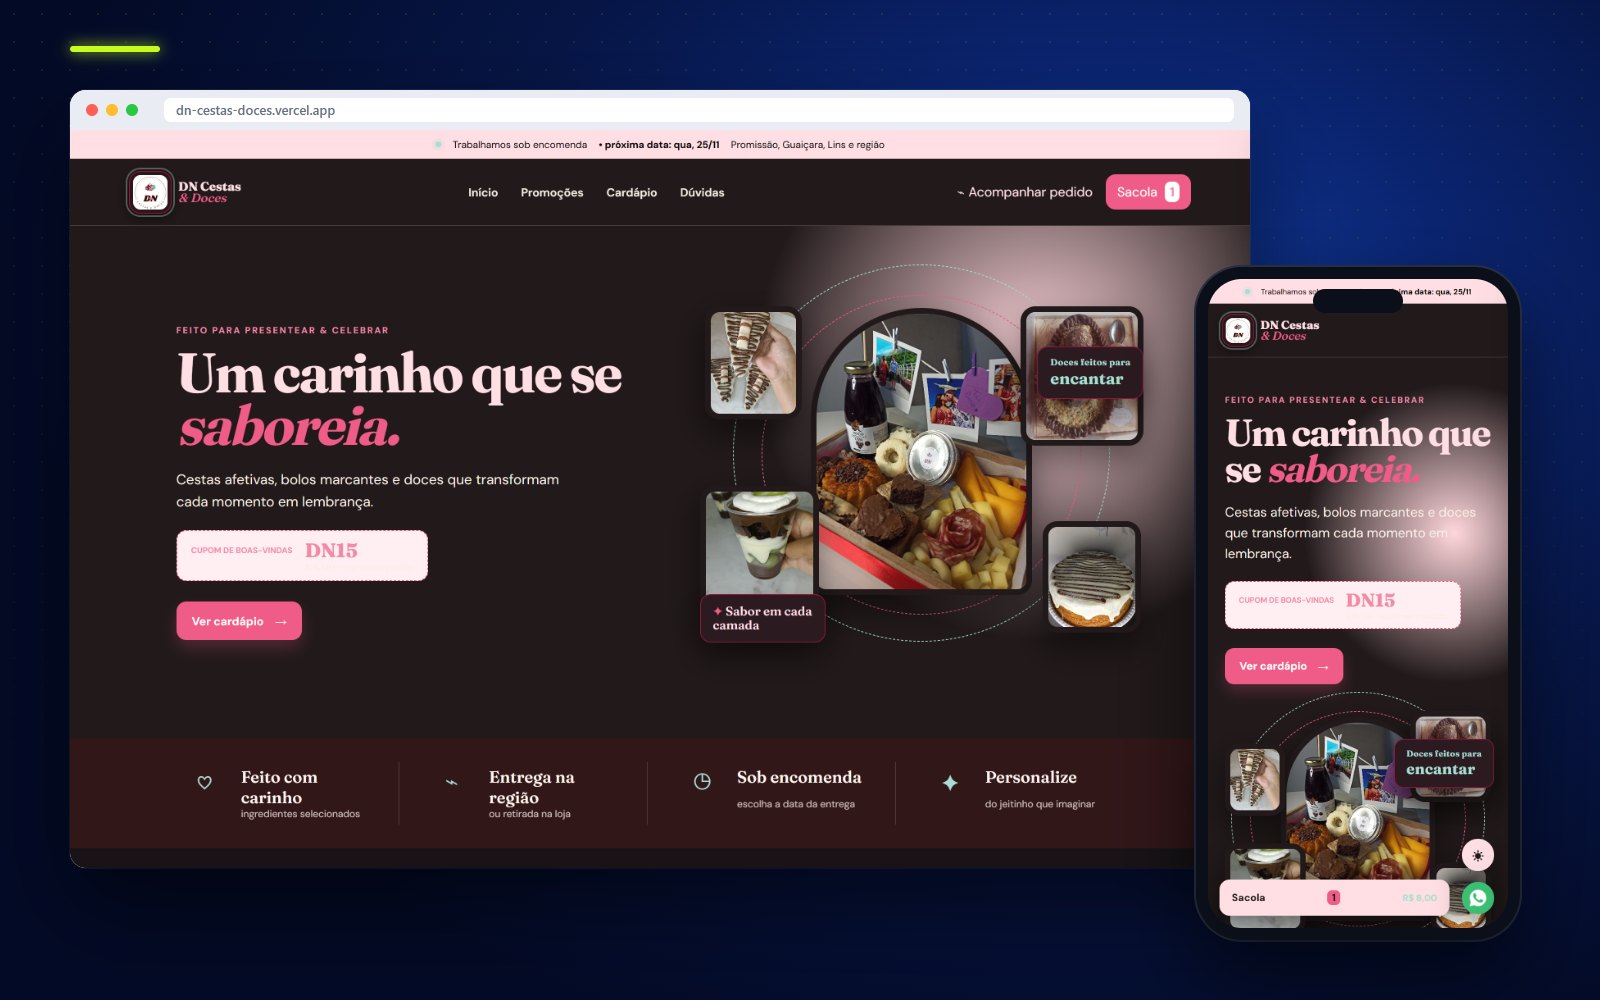 dn-cestas-doces.vercel.app
Trabalhamos sob encomenda • próxima data: qua, 25/11 Promissão, Guaiçara, Lins e região
DN
DN Cestas
& Doces
Início Promoções Cardápio Dúvidas
Acompanhar pedido
Sacola 1
FEITO PARA PRESENTEAR & CELEBRAR
Um carinho que se
saboreia.
Cestas afetivas, bolos marcantes e doces que transformam
cada momento em lembrança.
CUPOM DE BOAS-VINDAS DN15
Ver cardápio →
Doces feitos para
encantar
✦ Sabor em cada
camada
Feito com
carinho
ingredientes selecionados
Entrega na
região
ou retirada na loja
Sob encomenda
escolha a data da entrega
Personalize
do jeitinho que imaginar
Trabalhamos ima data: qua, 25/11
DN
DN Cestas
& Doces
FEITO PARA PRESENTEAR & CELEBRAR
Um carinho que
se saboreia.
Cestas afetivas, bolos marcantes e doces
que transformam cada momento em
lembrança.
CUPOM DE BOAS-VINDAS DN15
Ver cardápio →
Doces feitos para
encantar
Sacola 1 R$ 8,00